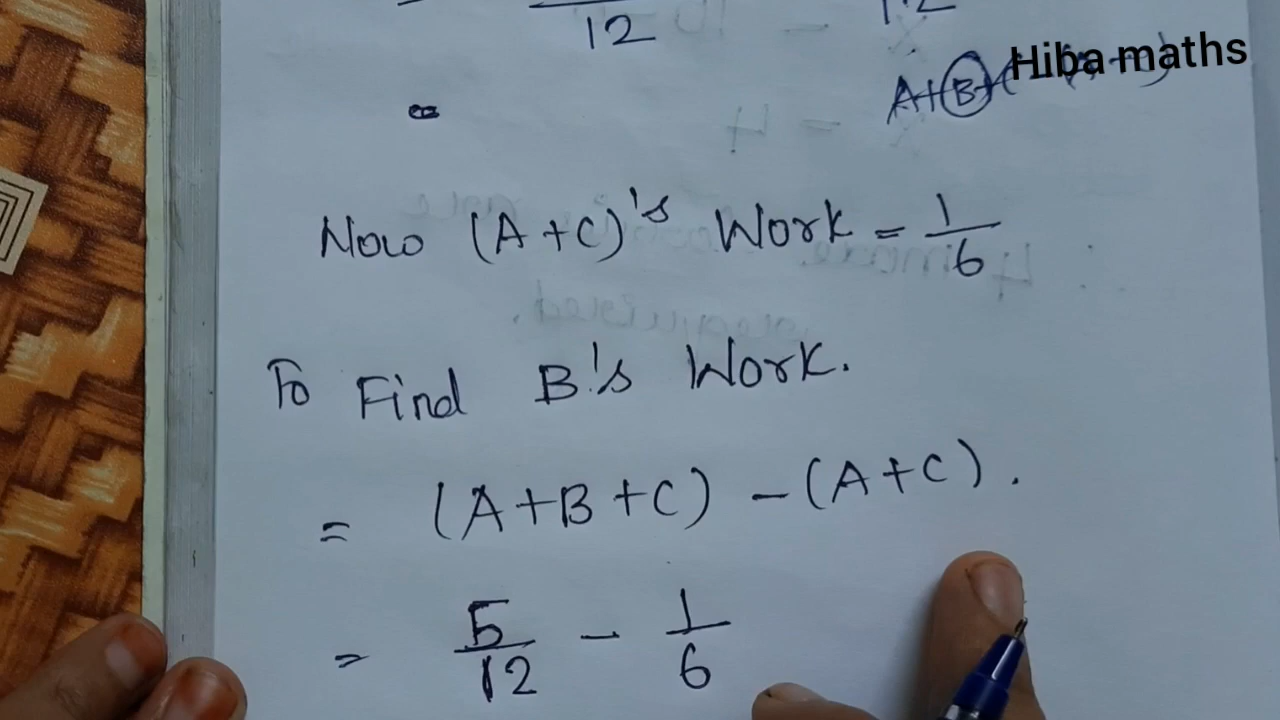 12
Hiba maths
Now (A+C)'s Work = 1/6
To Find B's Work.
= (A+B+C) - (A+C).
= 5/12 - 1/6